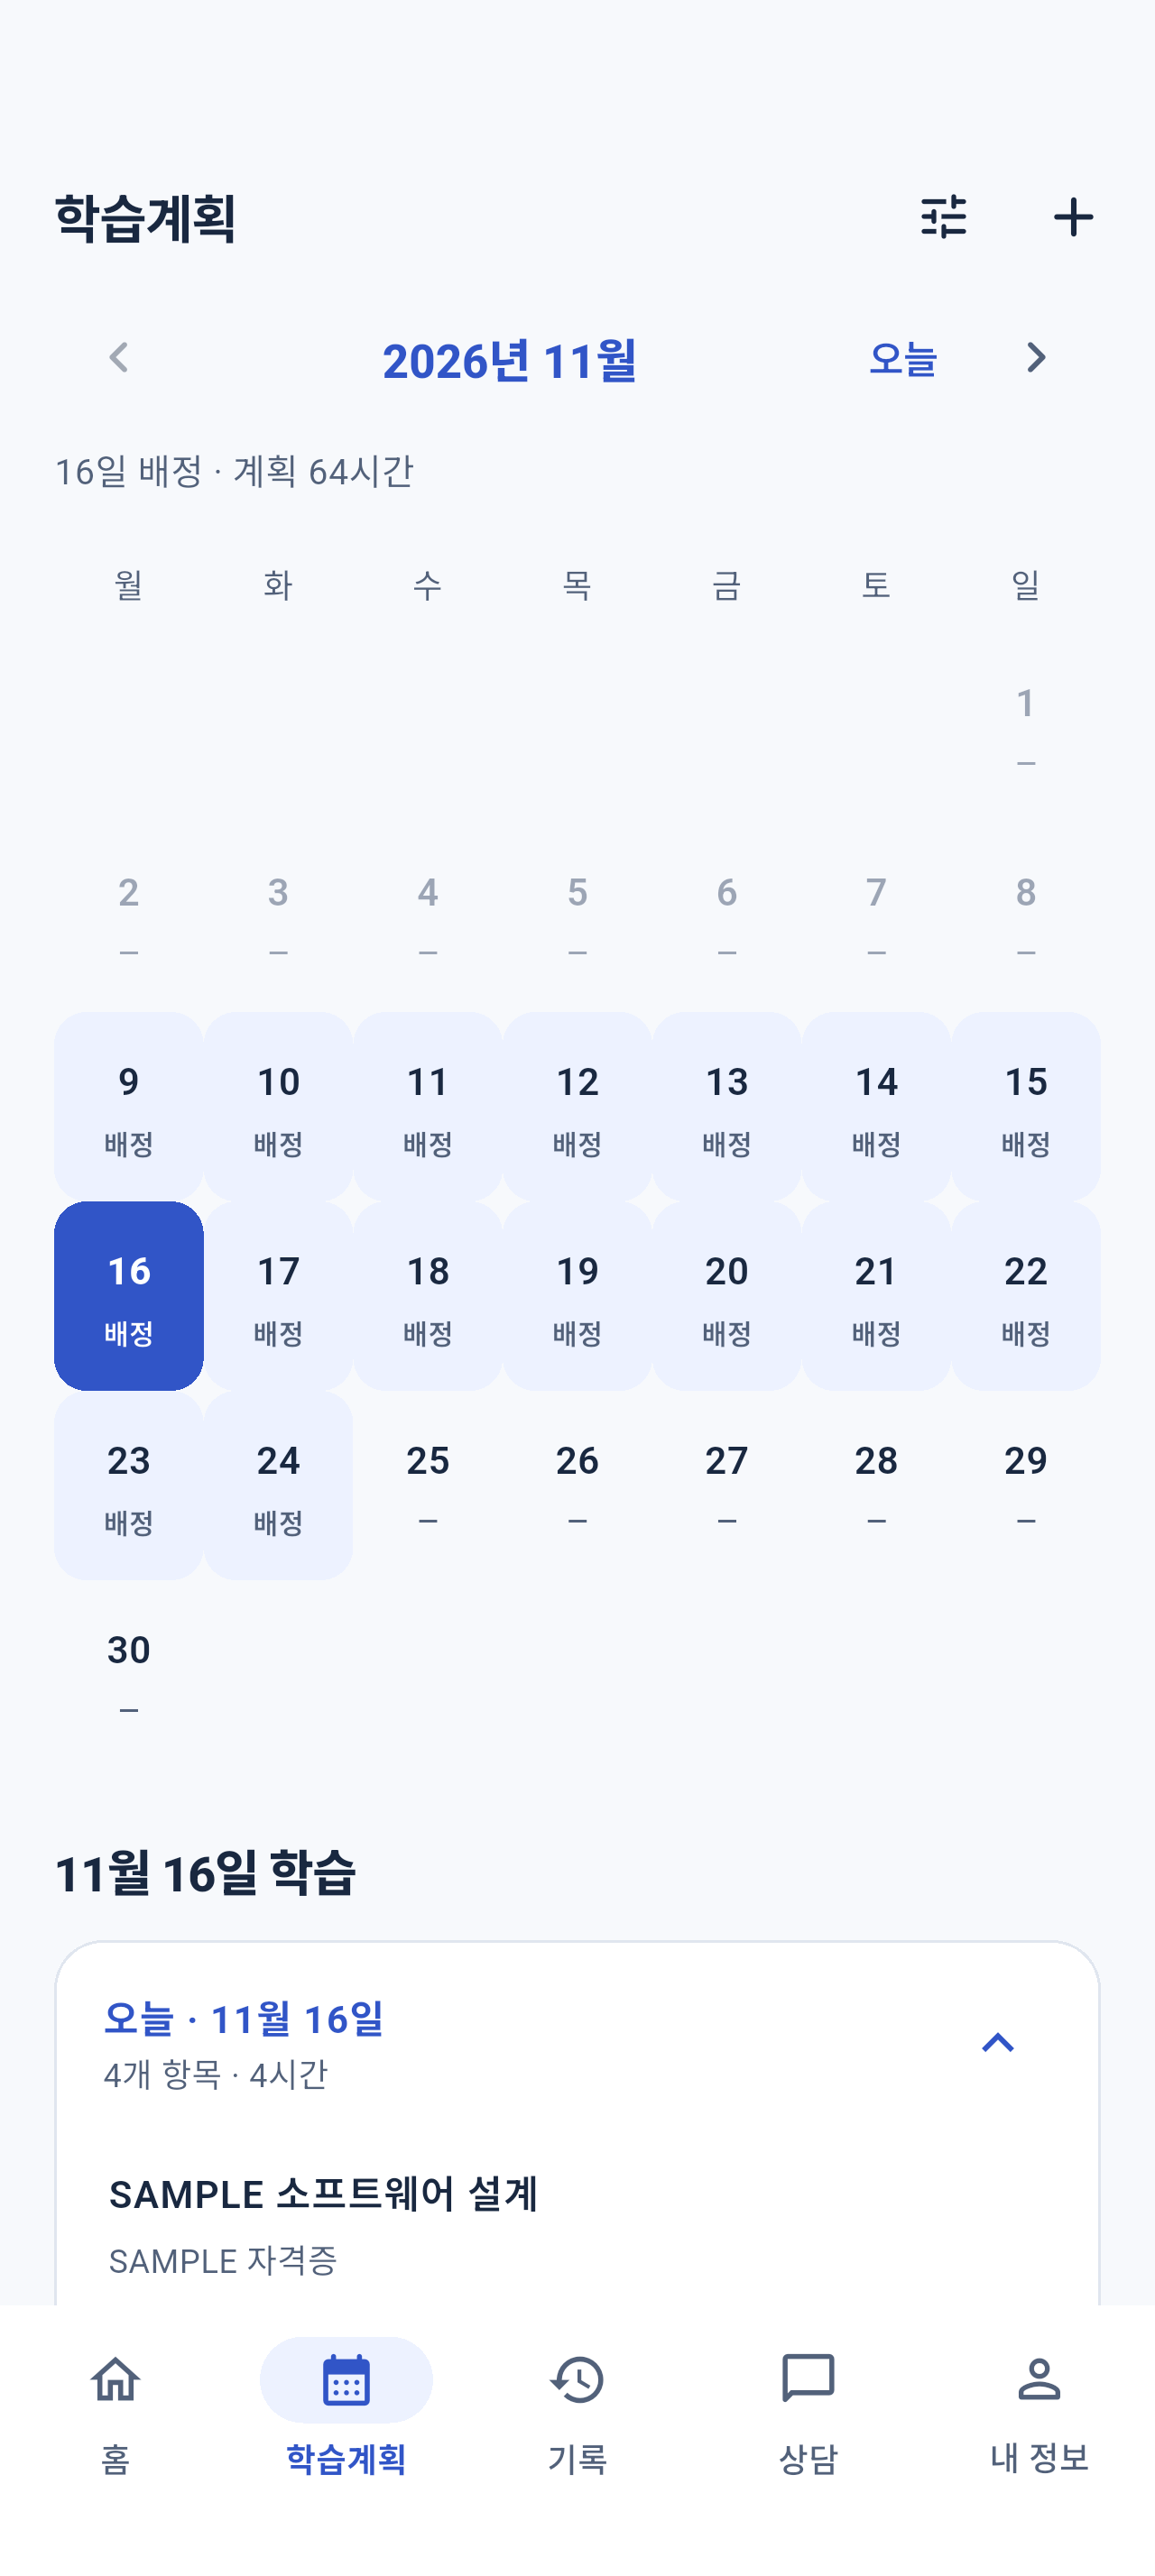 학습계획
2026년 11월 오늘
16일 배정 · 계획 64시간
월 화 수 목 금 토 일
1
–
2 3 4 5 6 7 8
– – – – – – –
9 10 11 12 13 14 15
배정 배정 배정 배정 배정 배정 배정
16 17 18 19 20 21 22
배정 배정 배정 배정 배정 배정 배정
23 24 25 26 27 28 29
배정 배정 – – – – –
30
–
11월 16일 학습
오늘 · 11월 16일
4개 항목 · 4시간
SAMPLE 소프트웨어 설계
SAMPLE 자격증
홈 학습계획 기록 상담 내 정보